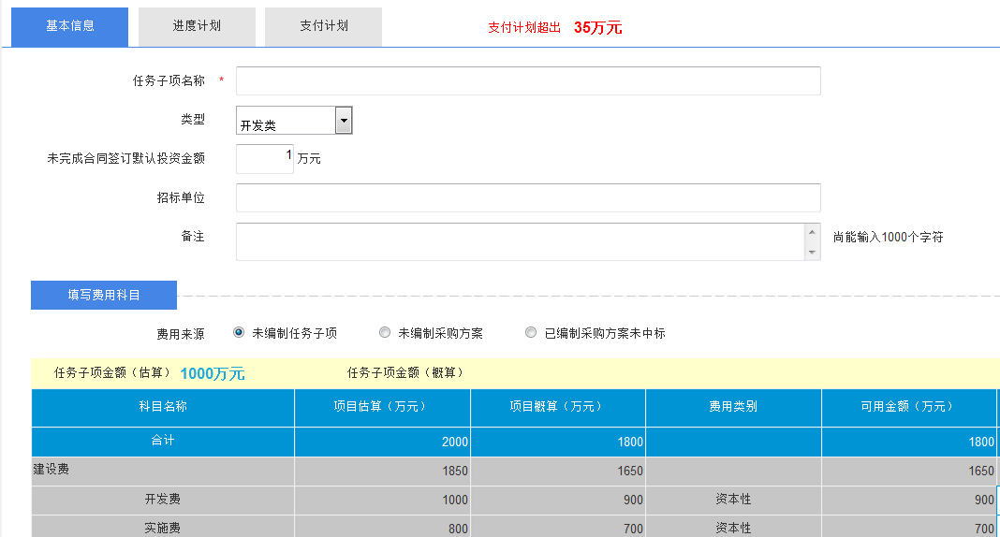 基本信息 进度计划 支付计划 支付计划超出 35万元
任务子项名称 *
类型 开发类
未完成合同签订默认投资金额 1 万元
招标单位
备注 尚能输入1000个字符
填写费用科目
费用来源 未编制任务子项 未编制采购方案 已编制采购方案未中标
任务子项金额（估算） 1000万元 任务子项金额（概算）
科目名称 项目估算（万元） 项目概算（万元） 费用类别 可用金额（万元）
合计 2000 1800 1800
建设费 1850 1650 1650
开发费 1000 900 资本性 900
实施费 800 700 资本性 700